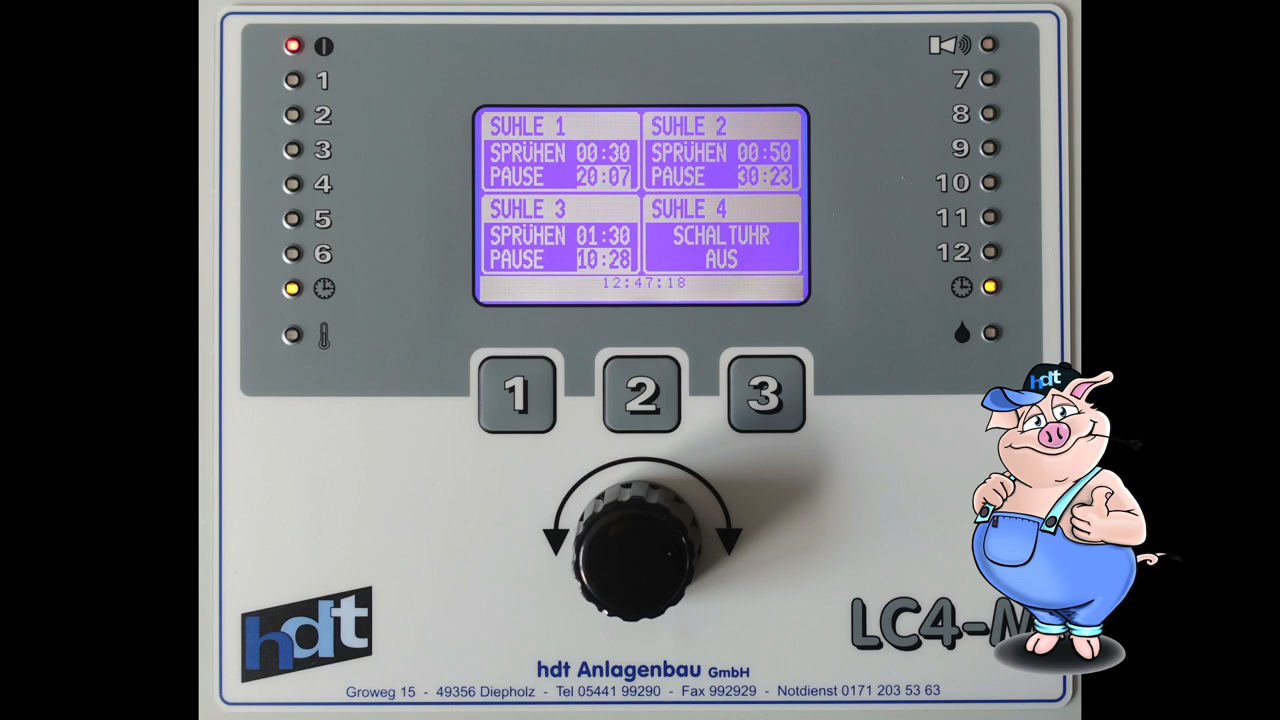 1
2
3
4
5
6
7
8
9
10
11
12
SUHLE 1
SPRÜHEN 00:30
PAUSE 20:07
SUHLE 2
SPRÜHEN 00:50
PAUSE 30:23
SUHLE 3
SPRÜHEN 01:30
PAUSE 10:28
SUHLE 4
SCHALTUHR
AUS
12:47:18
1 2 3
hdt
hdt
LC4-M
hdt Anlagenbau GmbH
Groweg 15 - 49356 Diepholz - Tel 05441 99290 - Fax 992929 - Notdienst 0171 203 53 63